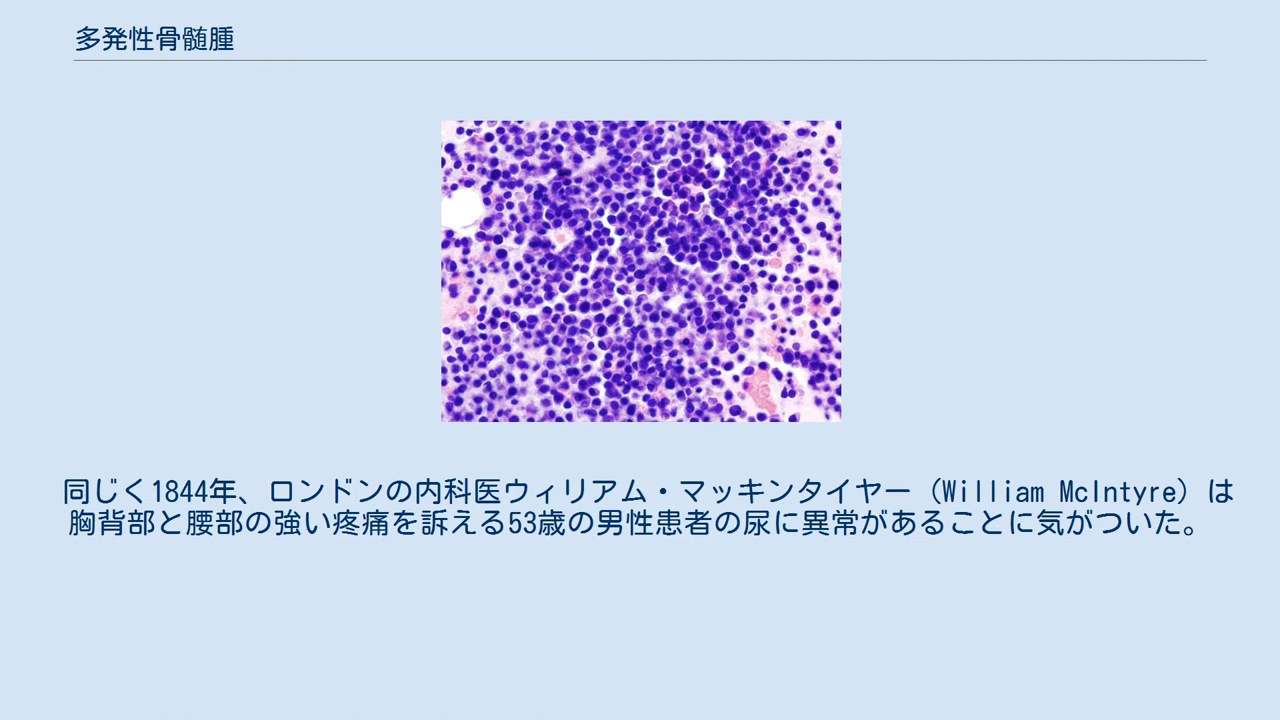 多発性骨髄腫
同じく1844年、ロンドンの内科医ウィリアム・マッキンタイヤー（William McIntyre）は
胸背部と腰部の強い疼痛を訴える53歳の男性患者の尿に異常があることに気がついた。